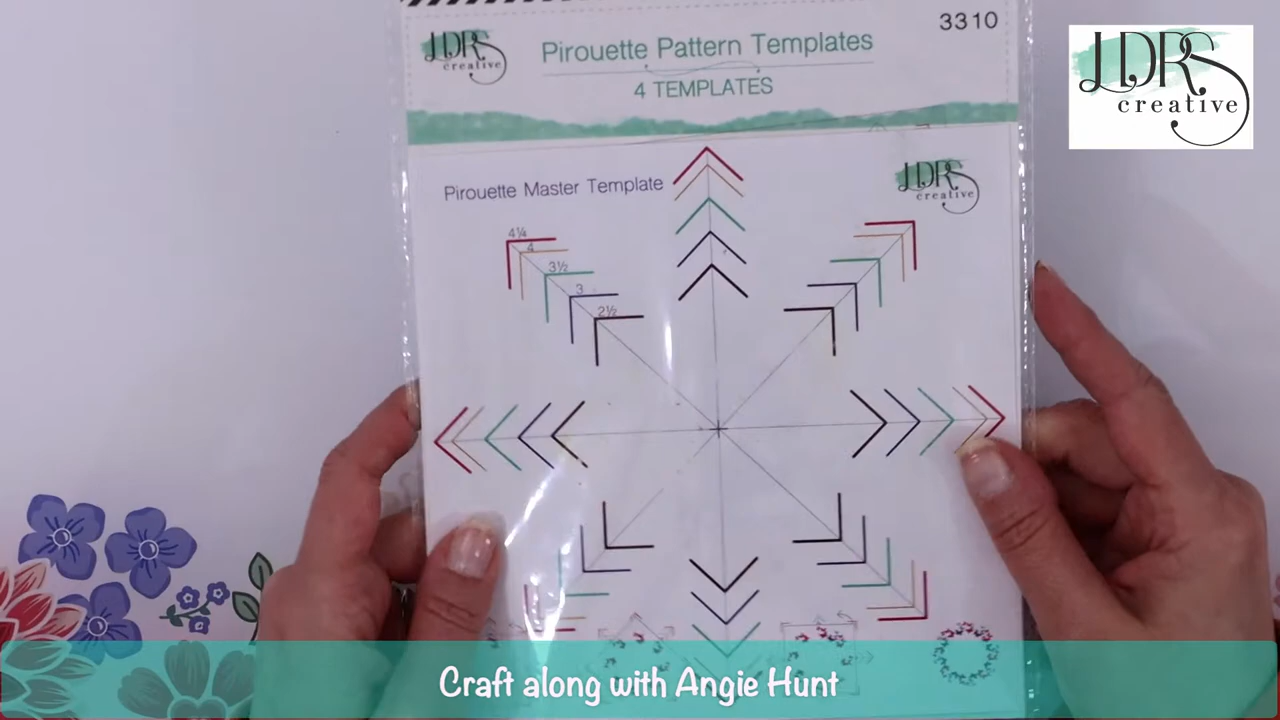 LDRS
creative
Pirouette Pattern Templates
4 TEMPLATES
3310
LDRS
creative
Pirouette Master Template
LDRS
creative
4¼
4
3½
3
2½
Craft along with Angie Hunt